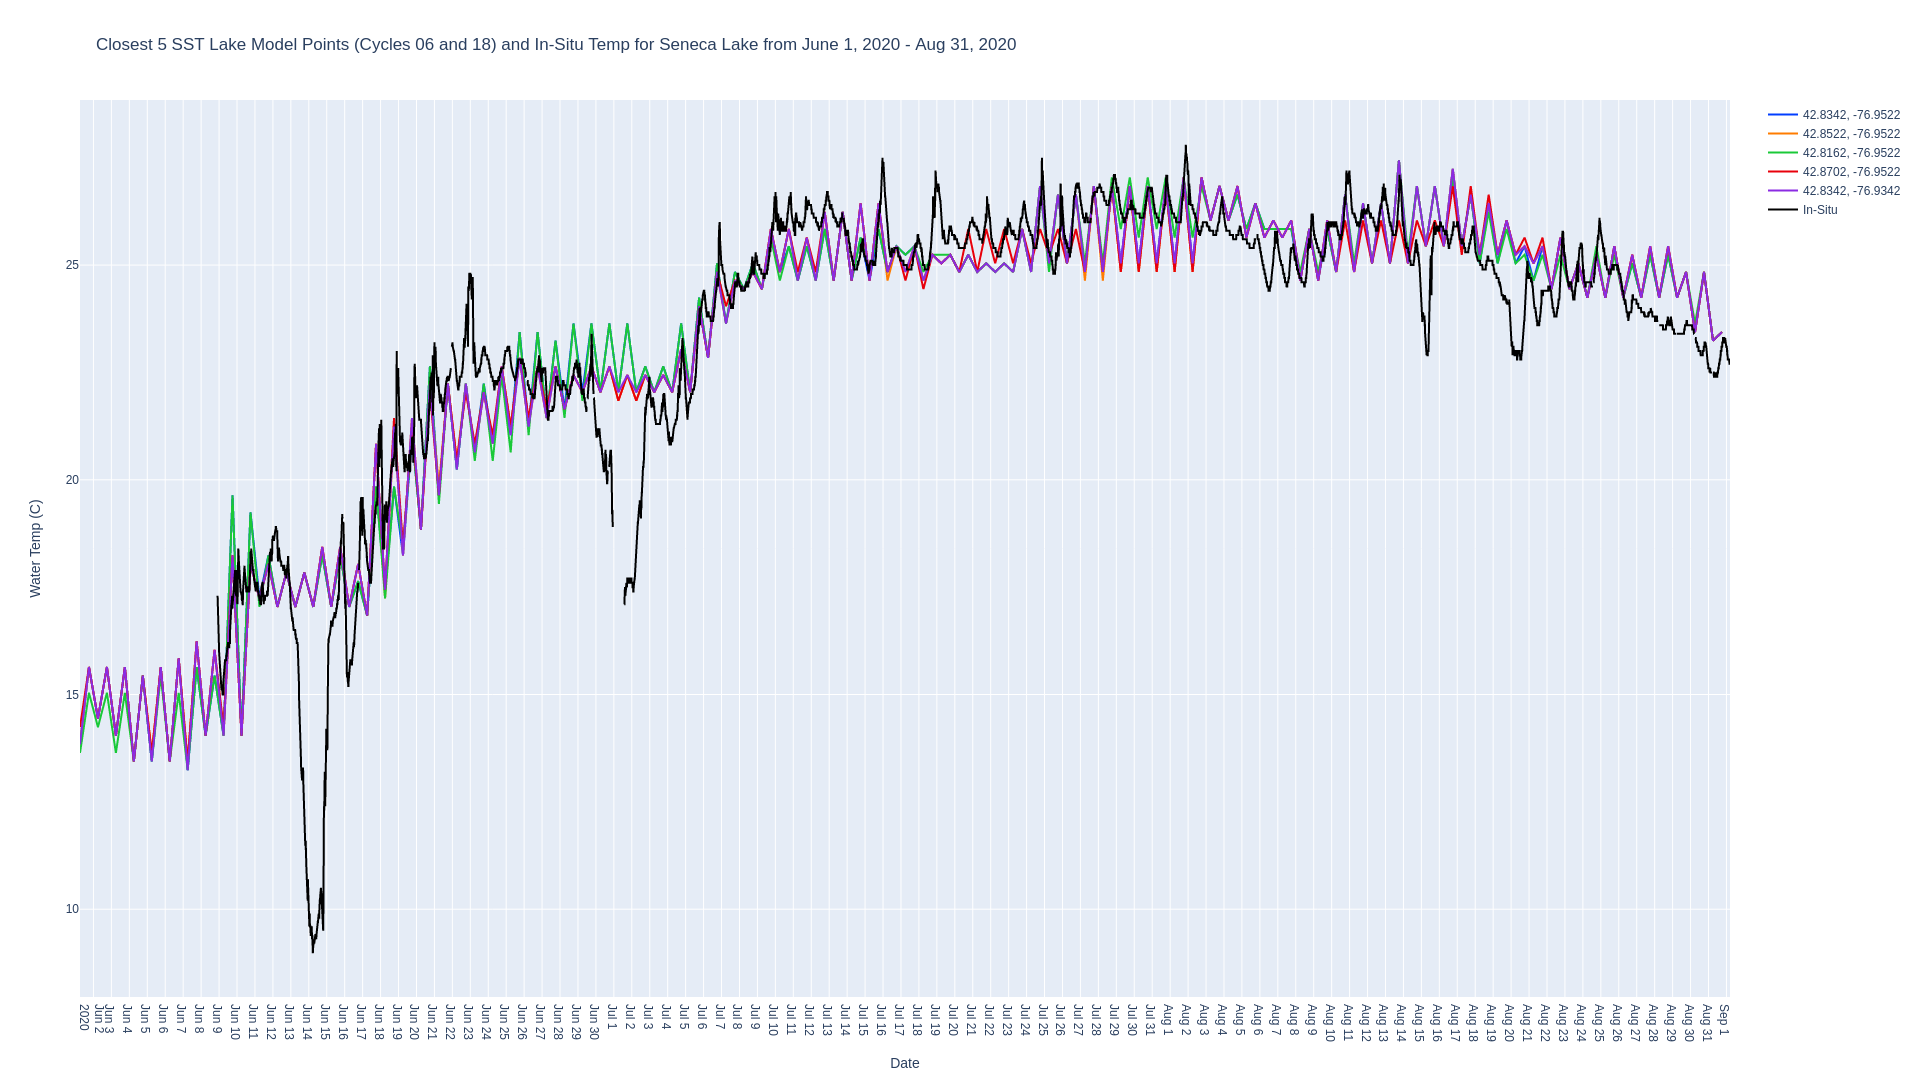 Closest 5 SST Lake Model Points (Cycles 06 and 18) and In-Situ Temp for Seneca Lake from June 1, 2020 - Aug 31, 2020
42.8342, -76.9522
42.8522, -76.9522
42.8162, -76.9522
42.8702, -76.9522
42.8342, -76.9342
In-Situ
25
20
15
10
Water Temp (C)
2020
Jun 2
Jun 3
Jun 4
Jun 5
Jun 6
Jun 7
Jun 8
Jun 9
Jun 10
Jun 11
Jun 12
Jun 13
Jun 14
Jun 15
Jun 16
Jun 17
Jun 18
Jun 19
Jun 20
Jun 21
Jun 22
Jun 23
Jun 24
Jun 25
Jun 26
Jun 27
Jun 28
Jun 29
Jun 30
Jul 1
Jul 2
Jul 3
Jul 4
Jul 5
Jul 6
Jul 7
Jul 8
Jul 9
Jul 10
Jul 11
Jul 12
Jul 13
Jul 14
Jul 15
Jul 16
Jul 17
Jul 18
Jul 19
Jul 20
Jul 21
Jul 22
Jul 23
Jul 24
Jul 25
Jul 26
Jul 27
Jul 28
Jul 29
Jul 30
Jul 31
Aug 1
Aug 2
Aug 3
Aug 4
Aug 5
Aug 6
Aug 7
Aug 8
Aug 9
Aug 10
Aug 11
Aug 12
Aug 13
Aug 14
Aug 15
Aug 16
Aug 17
Aug 18
Aug 19
Aug 20
Aug 21
Aug 22
Aug 23
Aug 24
Aug 25
Aug 26
Aug 27
Aug 28
Aug 29
Aug 30
Aug 31
Sep 1
Date